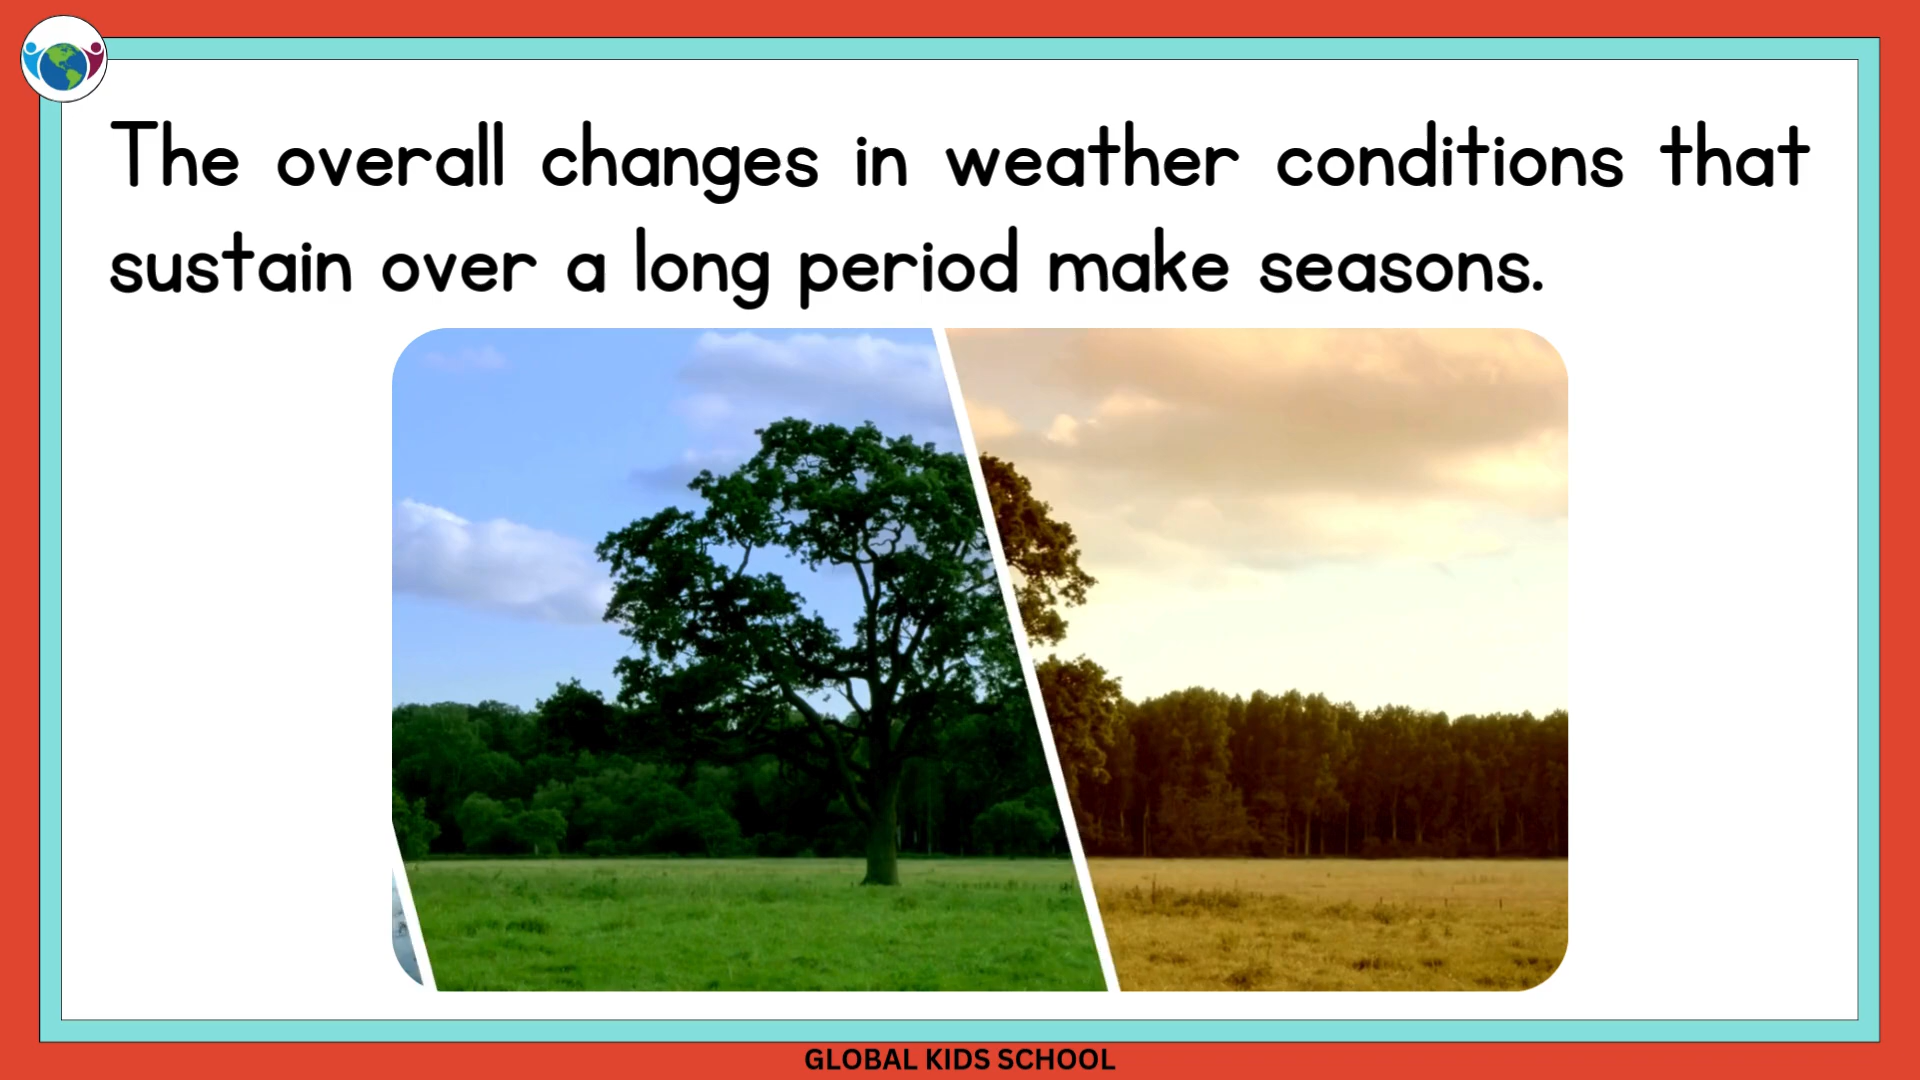 The overall changes in weather conditions that
sustain over a long period make seasons.
GLOBAL KIDS SCHOOL